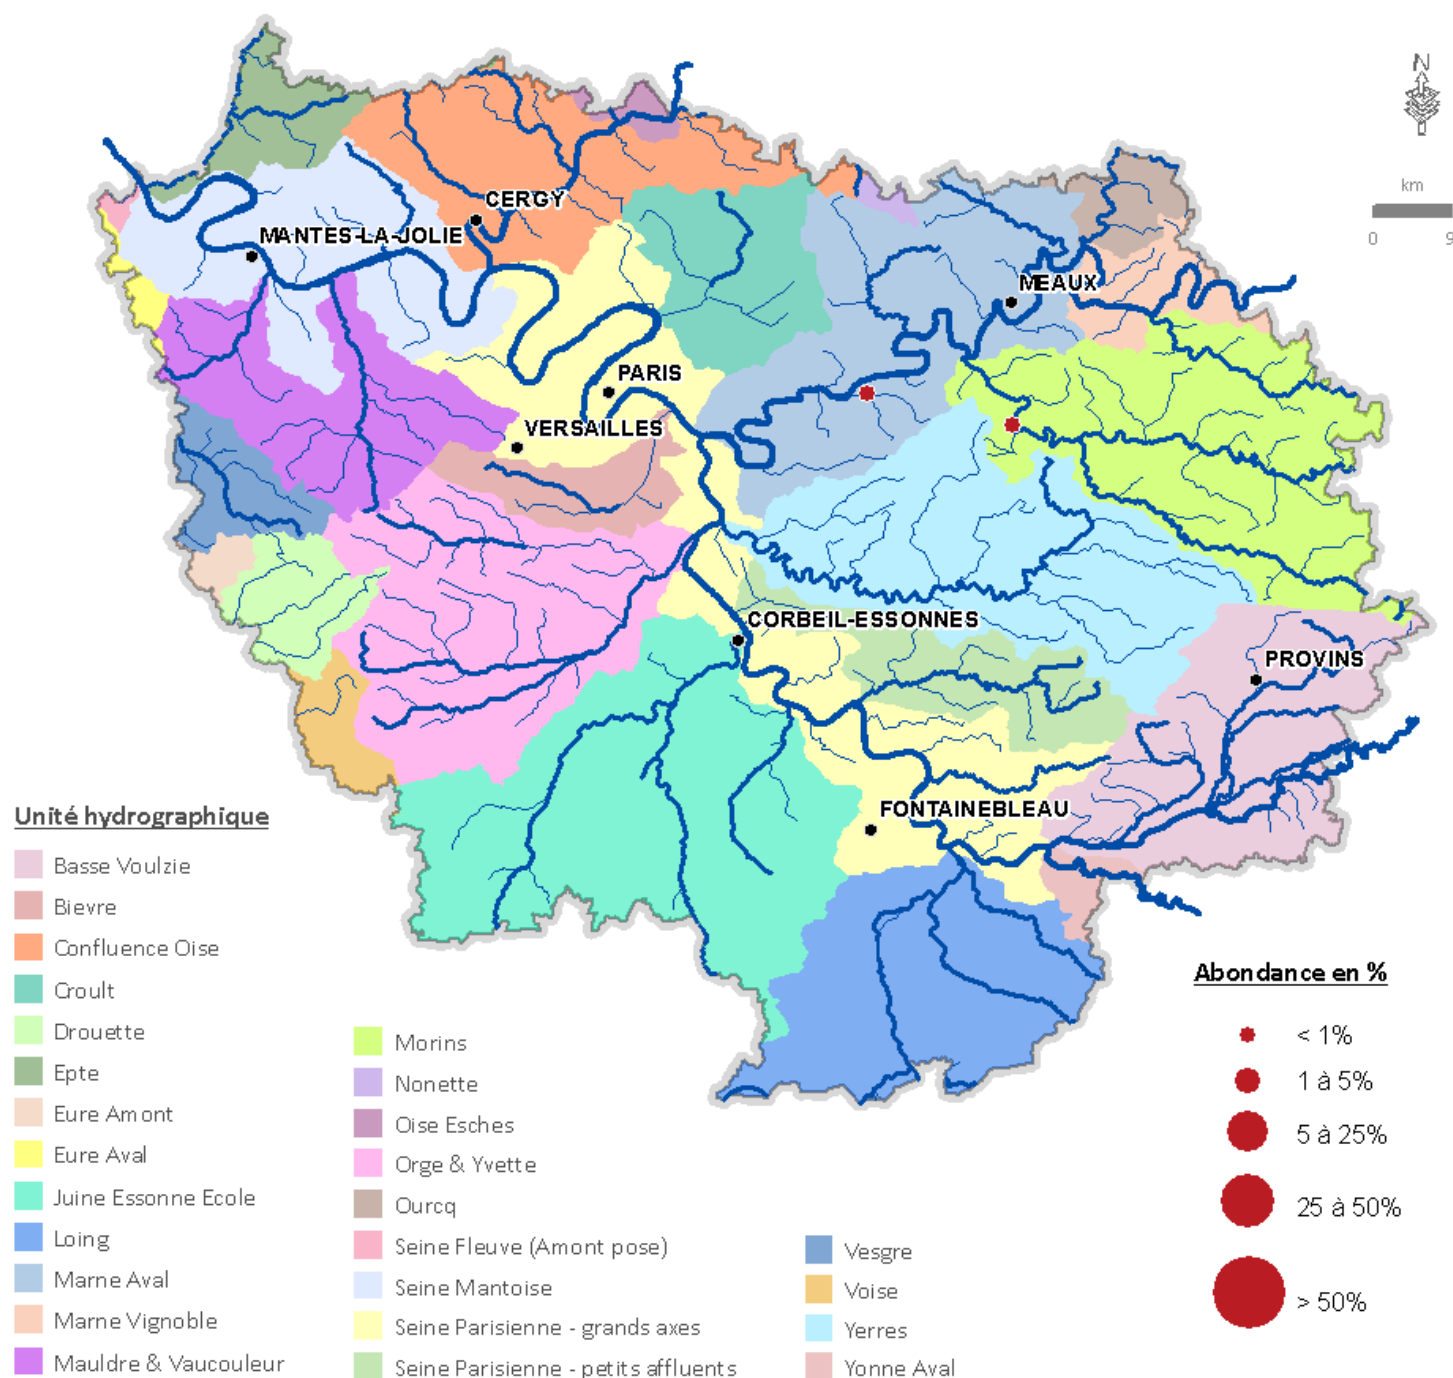 N
km
0 9
CERGY
MANTES-LA-JOLIE
MEAUX
PARIS
VERSAILLES
CORBEIL-ESSONNES
PROVINS
FONTAINEBLEAU
Unité hydrographique
Basse Voulzie
Bievre
Confluence Oise
Croult
Drouette
Epte
Eure Amont
Eure Aval
Juine Essonne Ecole
Loing
Marne Aval
Marne Vignoble
Mauldre & Vaucouleur
Morins
Nonette
Oise Esches
Orge & Yvette
Ourcq
Seine Fleuve (Amont pose)
Seine Mantoise
Seine Parisienne - grands axes
Seine Parisienne - petits affluents
Vesgre
Voise
Yerres
Yonne Aval
Abondance en %
< 1%
1 à 5%
5 à 25%
25 à 50%
> 50%